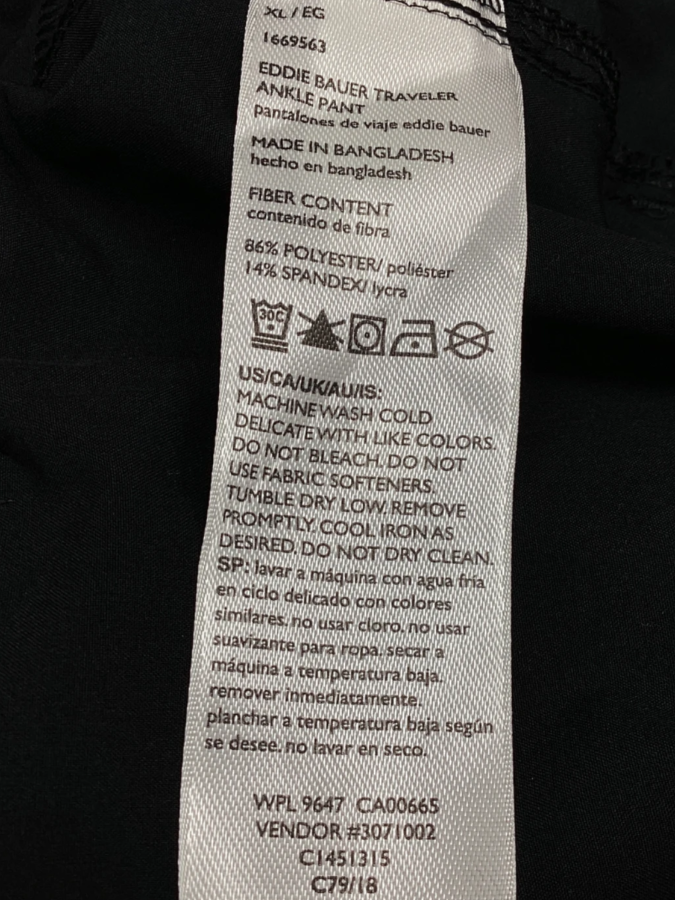 XL / EG
1669563
EDDIE BAUER TRAVELER
ANKLE PANT
pantalones de viaje eddie bauer
MADE IN BANGLADESH
hecho en bangladesh
FIBER CONTENT
contenido de fibra
86% POLYESTER/ poliéster
14% SPANDEX/ lycra
30C
US/CA/UK/AU/IS:
MACHINE WASH COLD
DELICATE WITH LIKE COLORS.
DO NOT BLEACH. DO NOT
USE FABRIC SOFTENERS.
TUMBLE DRY LOW. REMOVE
PROMPTLY. COOL IRON AS
DESIRED. DO NOT DRY CLEAN.
SP: lavar a máquina con agua fria
en ciclo delicado con colores
similares. no usar cloro. no usar
suavizante para ropa. secar a
máquina a temperatura baja.
remover inmediatamente.
planchar a temperatura baja según
se desee. no lavar en seco.
WPL 9647 CA00665
VENDOR #3071002
C1451315
C79/18